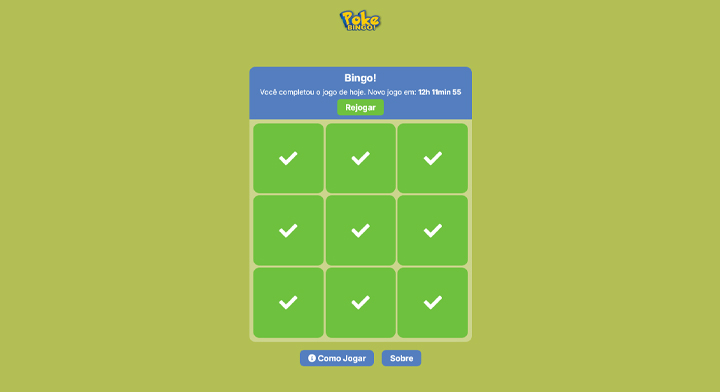 Poke
BINGO!
Bingo!
Você completou o jogo de hoje. Novo jogo em: 12h 11min 55
Rejogar
Como Jogar
Sobre